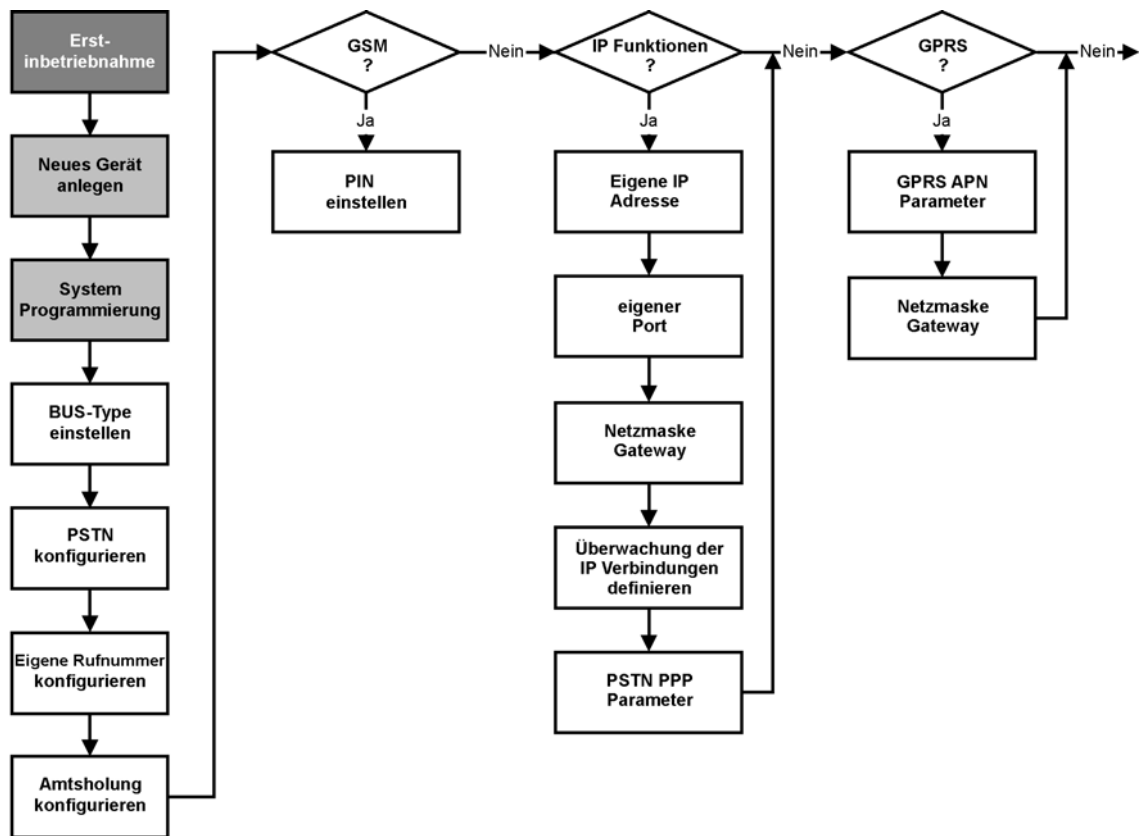 Erst-
inbetriebnahme
Neues Gerät
anlegen
System
Programmierung
BUS-Type
einstellen
PSTN
konfigurieren
Eigene Rufnummer
konfigurieren
Amtsholung
konfigurieren
GSM
?
Nein
Ja
PIN
einstellen
IP Funktionen
?
Nein
Ja
Eigene IP
Adresse
eigener
Port
Netzmaske
Gateway
Überwachung der
IP Verbindungen
definieren
PSTN PPP
Parameter
GPRS
?
Nein
Ja
GPRS APN
Parameter
Netzmaske
Gateway